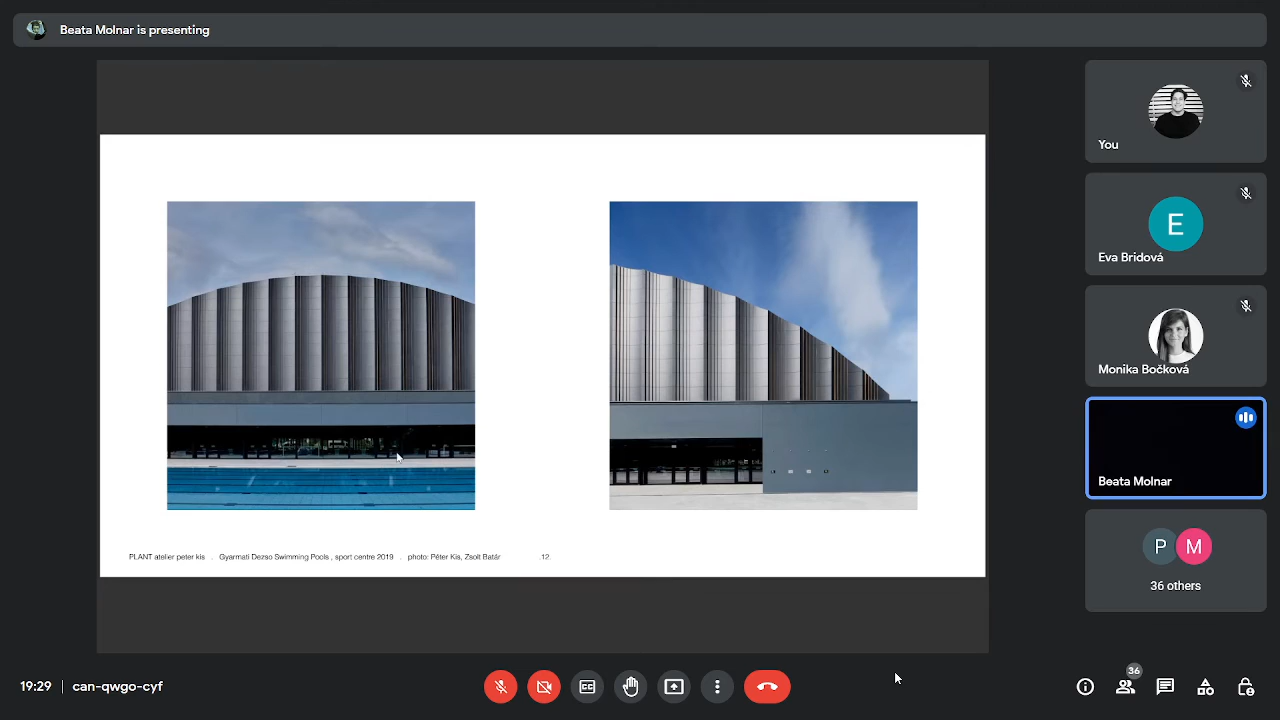 Beata Molnar is presenting
You
Eva Bridová
Monika Bočková
Beata Molnar
E
P M
36 others
PLANT atelier peter kis . Gyarmati Dezso Swimming Pools , sport centre 2019 . photo: Péter Kis, Zsolt Batár .12.
19:29 | can-qwgo-cyf
36